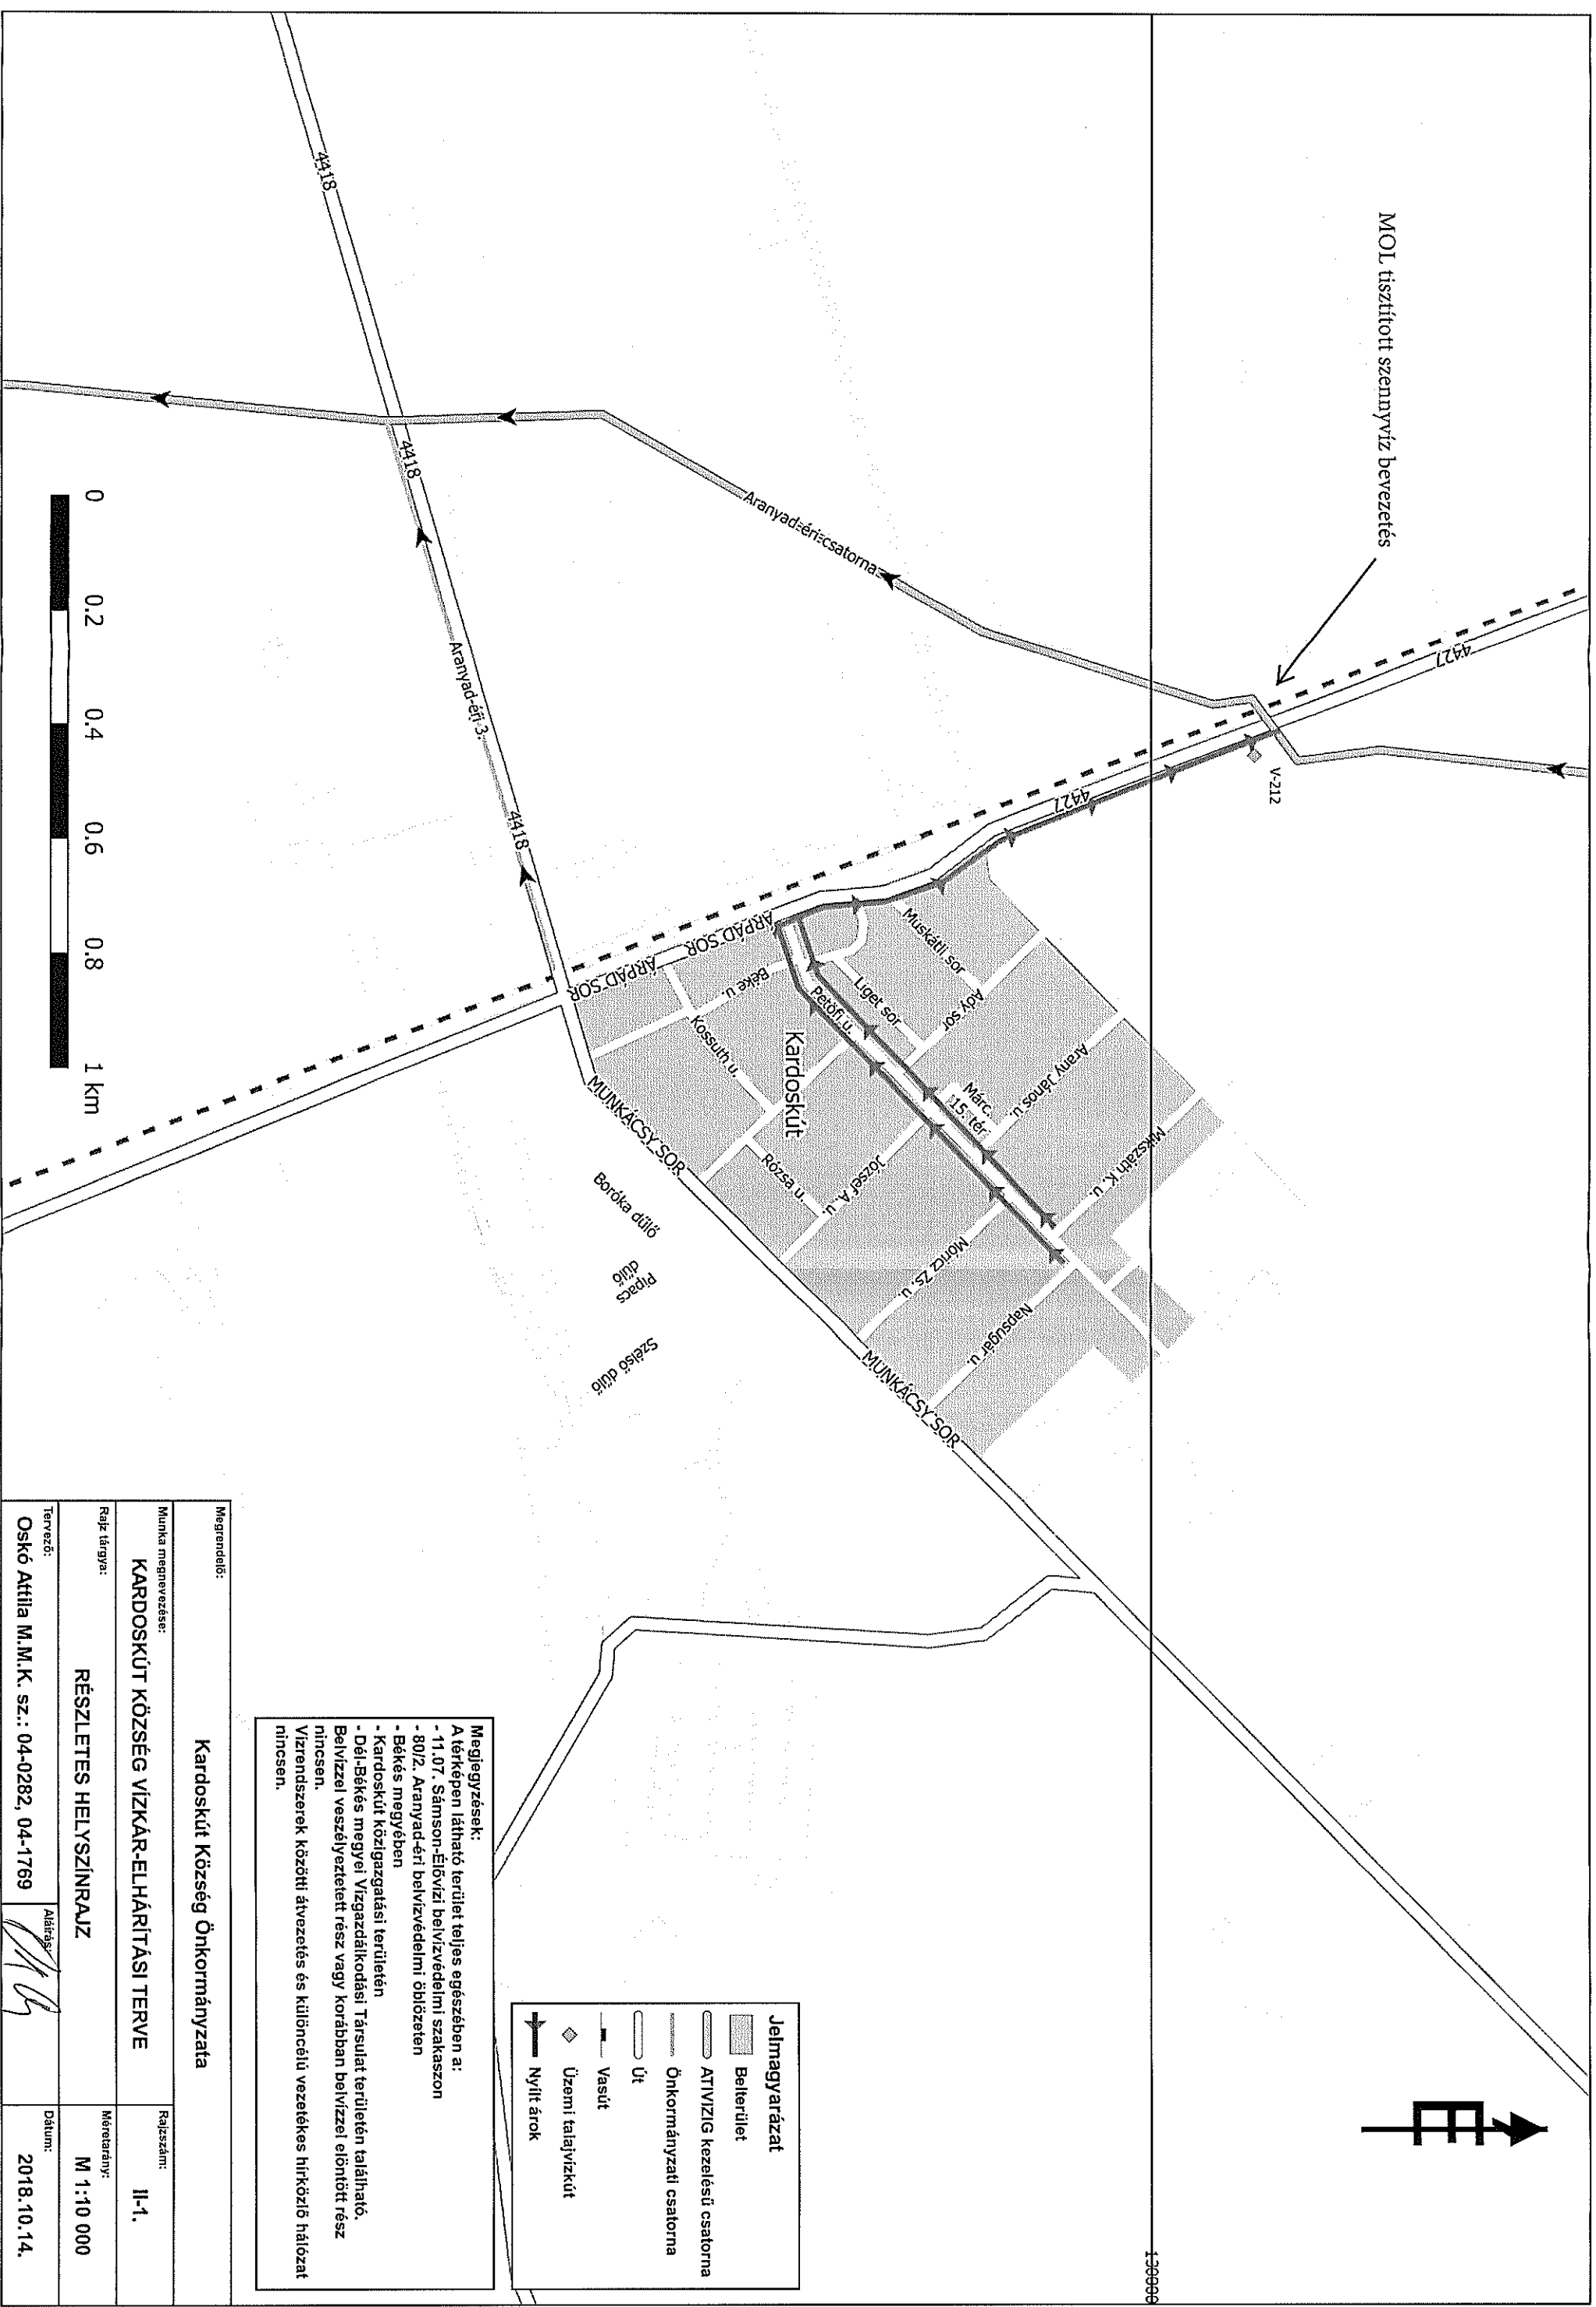 MOL tisztított szennyvíz bevezetés
4427
V-212
130000
4427
Aranyad-éri-csatorna
Muskátli sor
Ady sor
Arany János u.
Mikszáth K. u.
Liget sor
Márc.
15. tér
Petőfi u.
Kardoskút
Béke u.
Kossuth u.
Rózsa u.
József A. u.
Móricz Zs. u.
Napsugár u.
ÁRPÁD SOR
ÁRPÁD SOR
MUNKÁCSY SOR
MUNKÁCSY SOR
Boróka dűlő
Pipacs
dűlő
Szélső dűlő
4418
4418
Aranyad-éri-3.
4418
0 0.2 0.4 0.6 0.8 1 km
Jelmagyarázat
Belterület
ATIVIZIG kezelésű csatorna
Önkormányzati csatorna
Út
Vasút
Üzemi talajvízkút
Nyílt árok
Megjegyzések:
A térképen látható terület teljes egészében a:
- 11.07. Sámson-Élővízi belvízvédelmi szakaszon
- 80/2. Aranyad-éri belvízvédelmi öblözeten
- Békés megyében
- Kardoskút közigazgatási területén
- Dél-Békés megyei Vízgazdálkodási Társulat területén található.
Belvízzel veszélyeztetett rész vagy korábban belvízzel elöntött rész
nincsen.
Vízrendszerek közötti átvezetés és különcélú vezetékes hírközlő hálózat
nincsen.
Megrendelő:
Kardoskút Község Önkormányzata
Munka megnevezése:
KARDOSKÚT KÖZSÉG VÍZKÁR-ELHÁRÍTÁSI TERVE
Rajzszám:
II-1.
Rajz tárgya:
RÉSZLETES HELYSZÍNRAJZ
Méretarány:
M 1:10 000
Tervező:
Oskó Attila M.M.K. sz.: 04-0282, 04-1769
Aláírás:
Dátum:
2018.10.14.